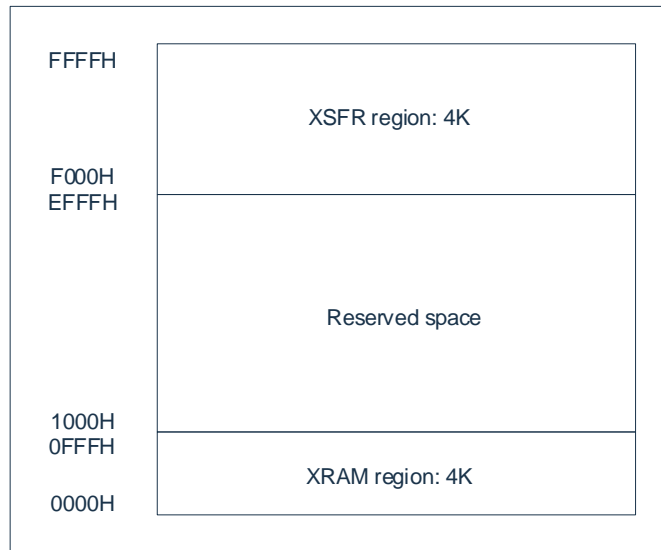 FFFFH
XSFR region: 4K
F000H
EFFFH
Reserved space
1000H
0FFFH
XRAM region: 4K
0000H